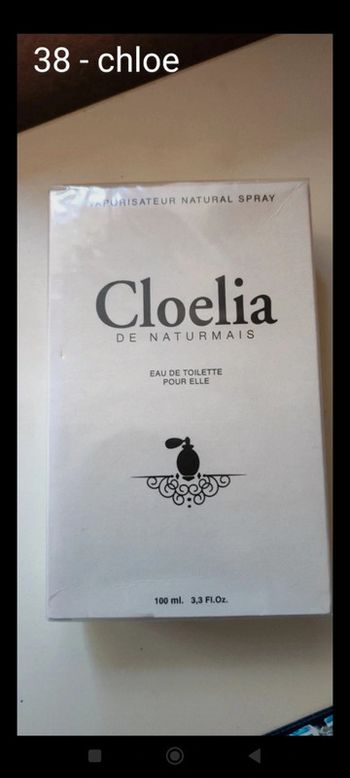 38 - chloe
VAPORISATEUR NATURAL SPRAY
Cloelia
DE NATURMAIS
EAU DE TOILETTE
POUR ELLE
100 ml. 3,3 Fl.Oz.